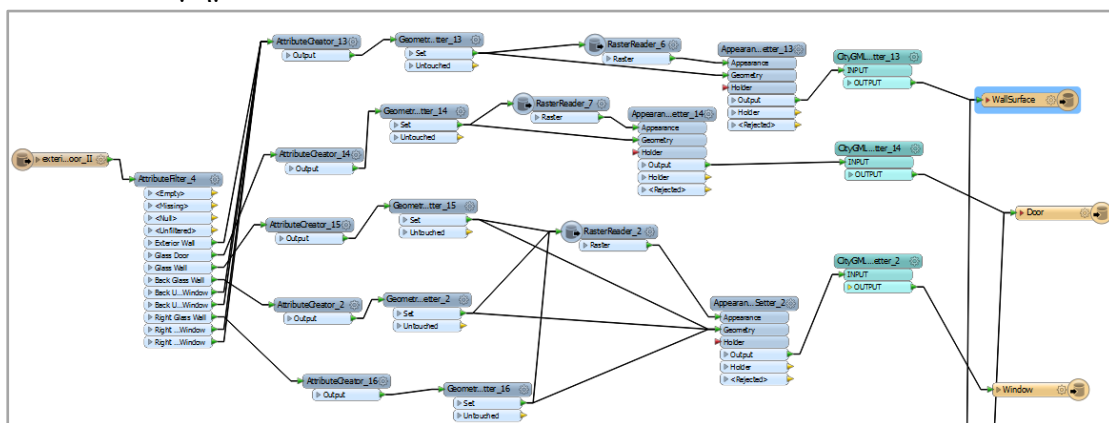 exteri...oor_II
AttributeFilter_4
<Empty>
<Missing>
<Null>
<Unfiltered>
Exterior Wall
Glass Door
Glass Wall
Back Glass Wall
Back U...Window
Back U...Window
Right Glass Wall
Right ...Window
Right ...Window
AttributeCreator_13
Output
Geometr...tter_13
Set
Untouched
RasterReader_6
Raster
Appearan...etter_13
Appearance
Geometry
Holder
Output
Holder
<Rejected>
CityGML...tter_13
INPUT
OUTPUT
WallSurface
AttributeCreator_14
Output
Geometr...tter_14
Set
Untouched
RasterReader_7
Raster
Appearan...etter_14
Appearance
Geometry
Holder
Output
Holder
<Rejected>
CityGML...tter_14
INPUT
OUTPUT
Door
AttributeCreator_15
Output
Geometr...tter_15
Set
Untouched
RasterReader_2
Raster
AttributeCreator_2
Output
Geometr...etter_2
Set
Untouched
Appearan...Setter_2
Appearance
Geometry
Holder
Output
Holder
<Rejected>
CityGML...etter_2
INPUT
OUTPUT
Window
AttributeCreator_16
Output
Geometr...tter_16
Set
Untouched